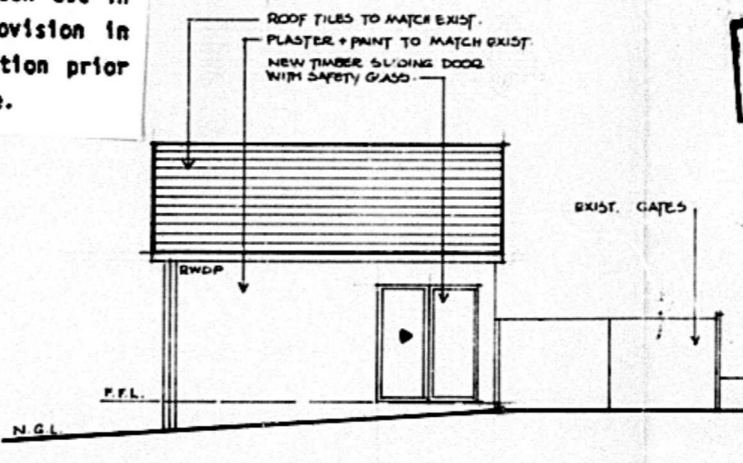 ovision in
tion prior
e.
ROOF TILES TO MATCH EXIST.
PLASTER + PAINT TO MATCH EXIST.
NEW TIMBER SLIDING DOOR
WITH SAFETY GLASS.
EXIST. GATES
RWDP
F.F.L.
N.G.L.